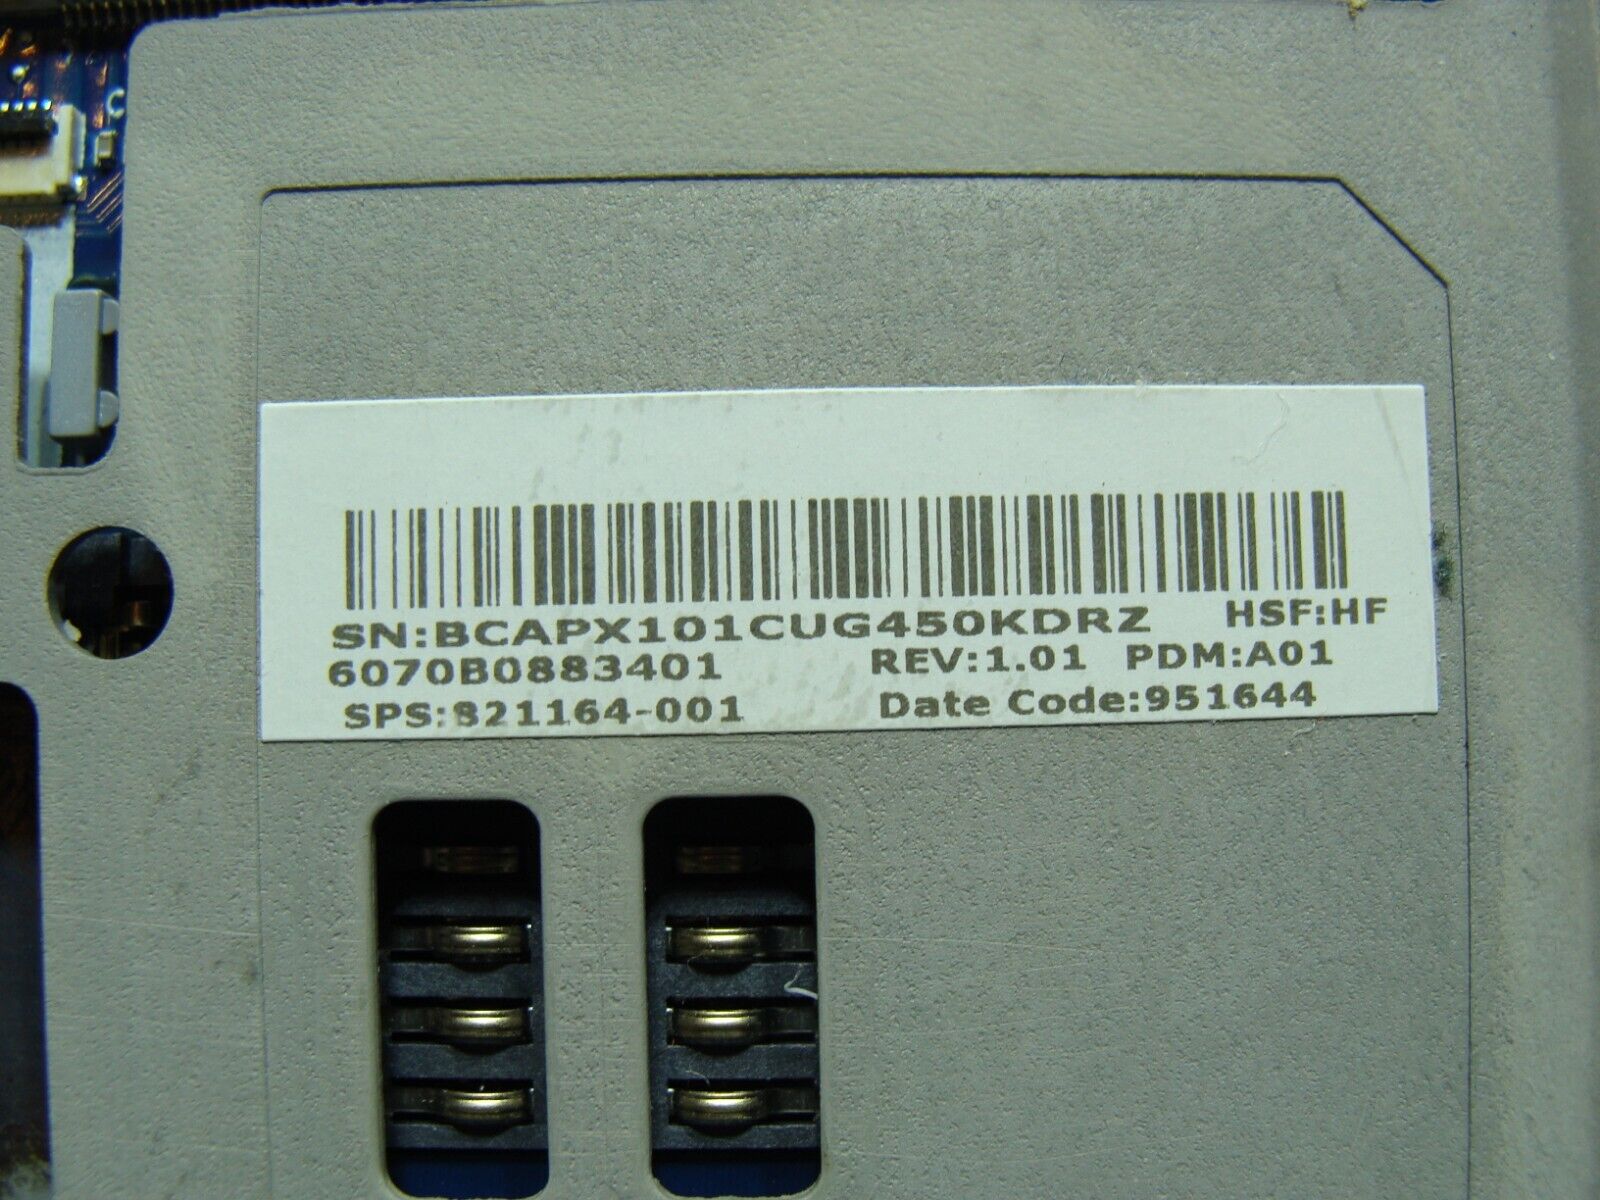 C
SN:BCAPX101CUG450KDRZ HSF:HF
6070B0883401 REV:1.01 PDM:A01
SPS:821164-001 Date Code:951644